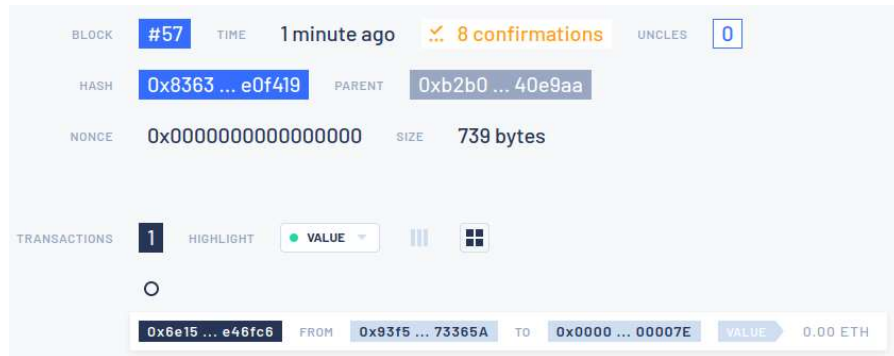 BLOCK #57 TIME 1 minute ago 8 confirmations UNCLES 0
HASH 0x8363 ... e0f419 PARENT 0xb2b0 ... 40e9aa
NONCE 0x0000000000000000 SIZE 739 bytes
TRANSACTIONS 1 HIGHLIGHT VALUE
0x6e15 ... e46fc6 FROM 0x93f5 ... 73365A TO 0x0000 ... 00007E VALUE 0.00 ETH